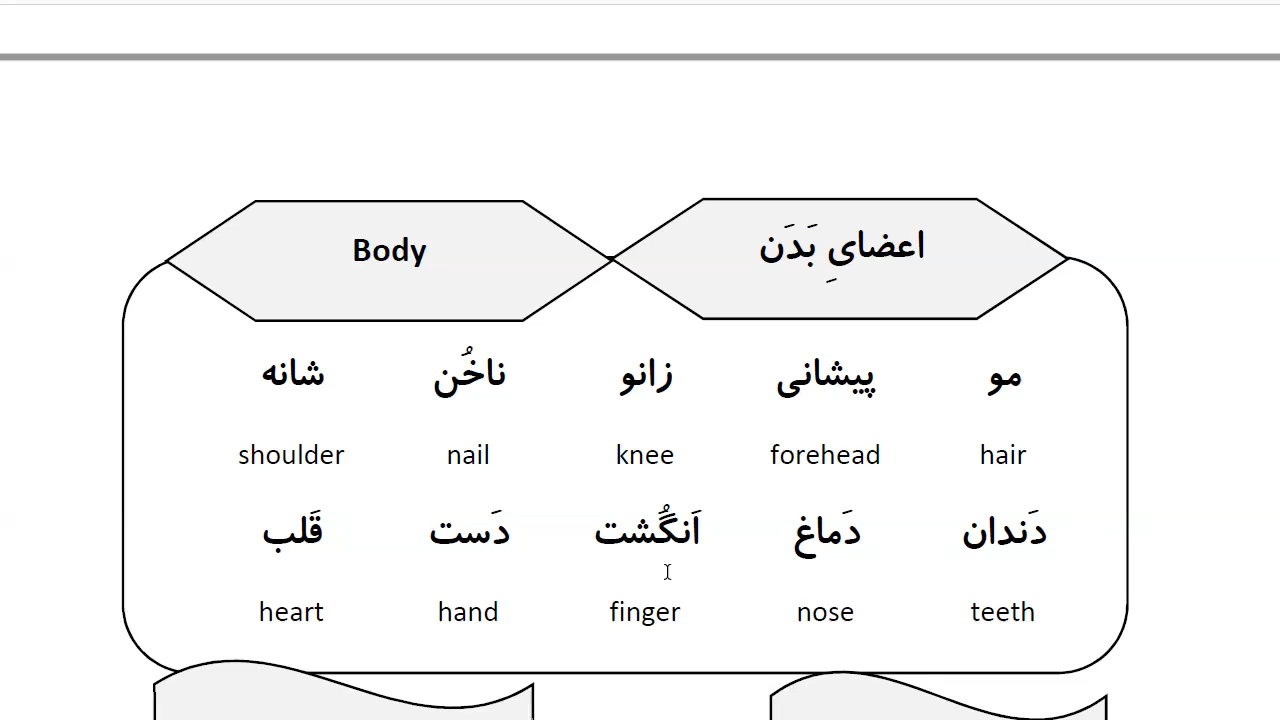 Body اعضایِ بَدَن
شانه ناخُن زانو پیشانی مو
shoulder nail knee forehead hair
قَلب دَست اَنگُشت دَماغ دَندان
heart hand finger nose teeth